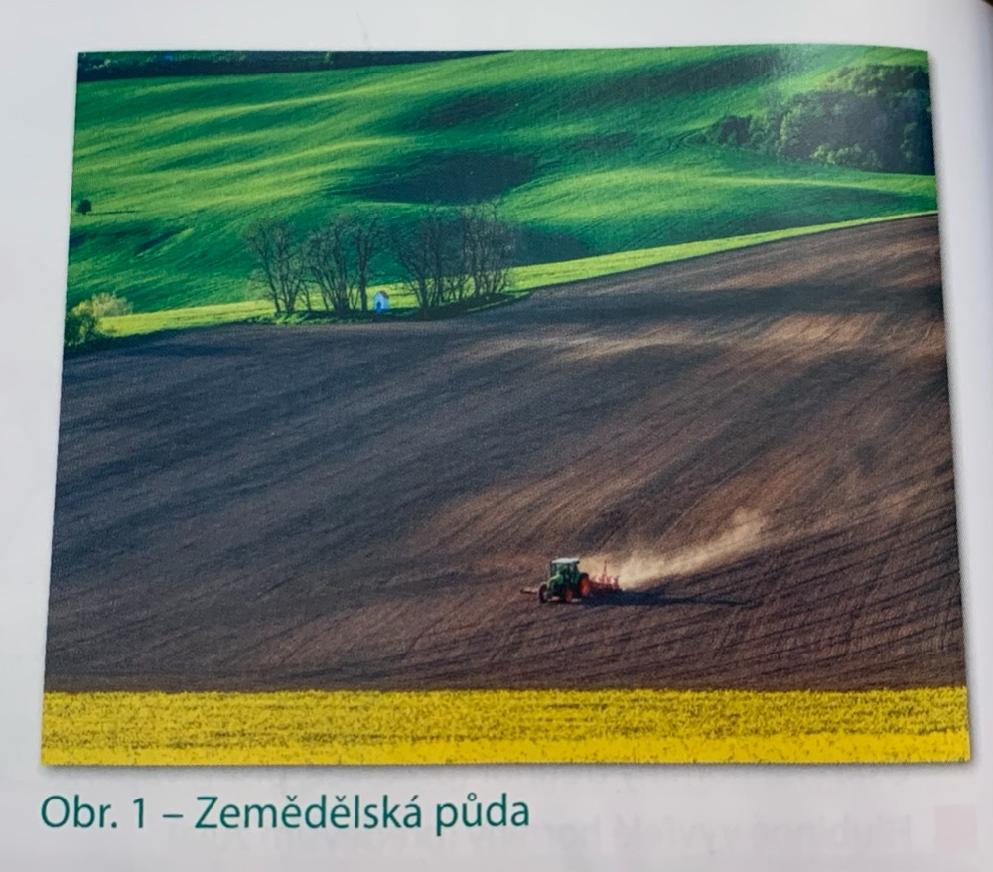 Obr. 1 – Zemědělská půda